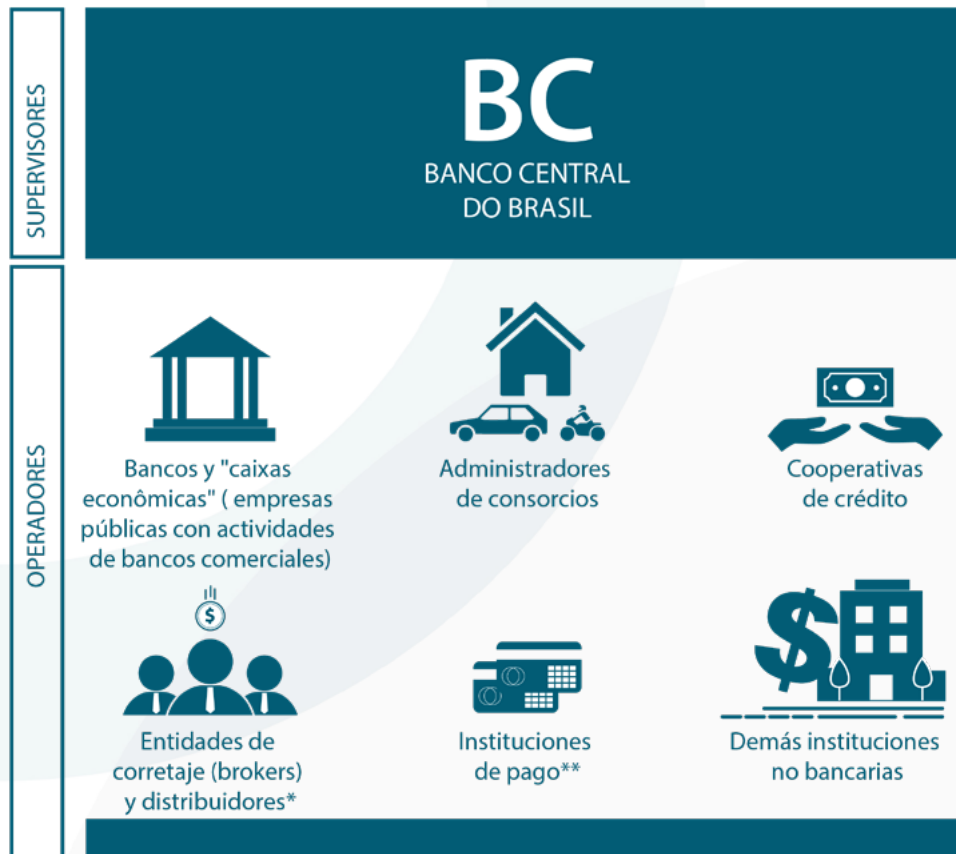 SUPERVISORES
BC
BANCO CENTRAL
DO BRASIL
OPERADORES
Bancos y "caixas
econômicas" ( empresas
públicas con actividades
de bancos comerciales)
Administradores
de consorcios
Cooperativas
de crédito
$
Entidades de
corretaje (brokers)
y distribuidores*
Instituciones
de pago**
$
Demás instituciones
no bancarias